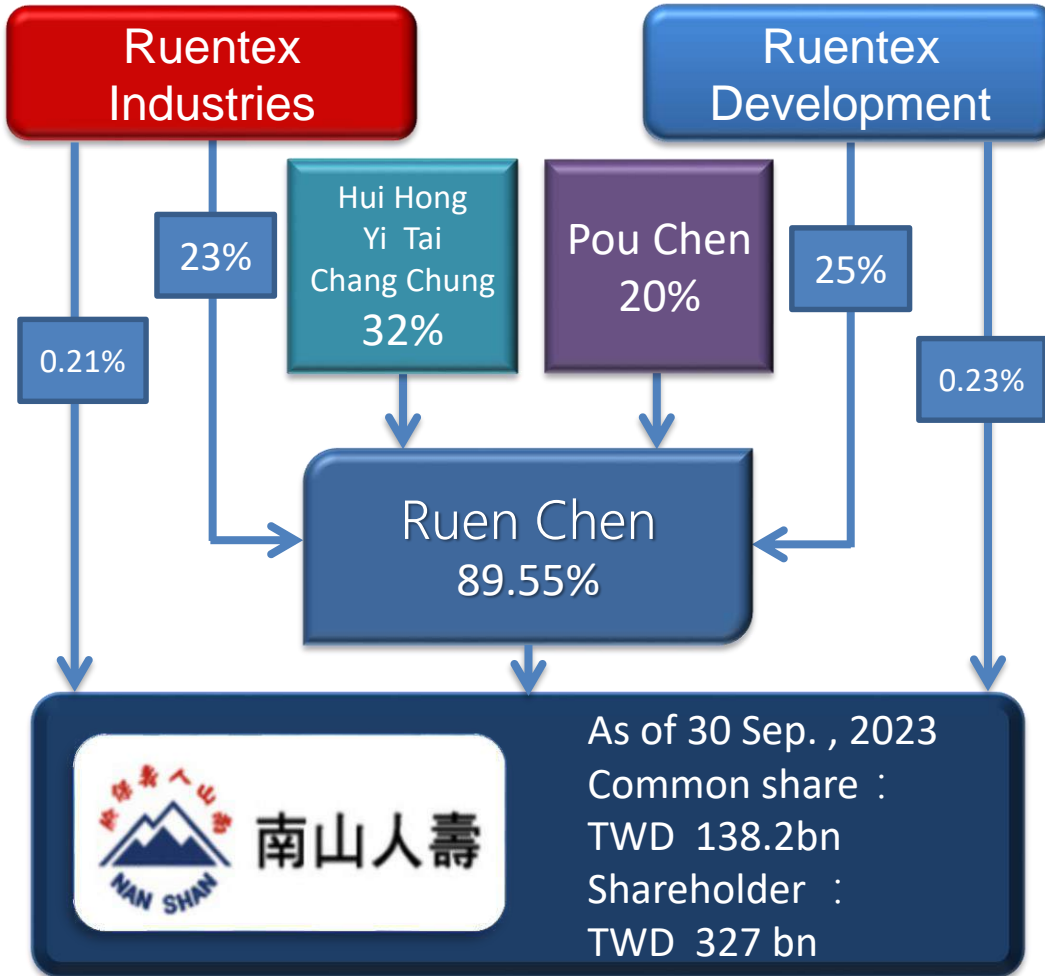 Ruentex
Industries
Ruentex
Development
Hui Hong
Yi Tai
Chang Chung
32%
Pou Chen
20%
23%
25%
0.21%
0.23%
Ruen Chen
89.55%
南山人壽
NAN SHAN
As of 30 Sep. , 2023
Common share :
TWD 138.2bn
Shareholder :
TWD 327 bn